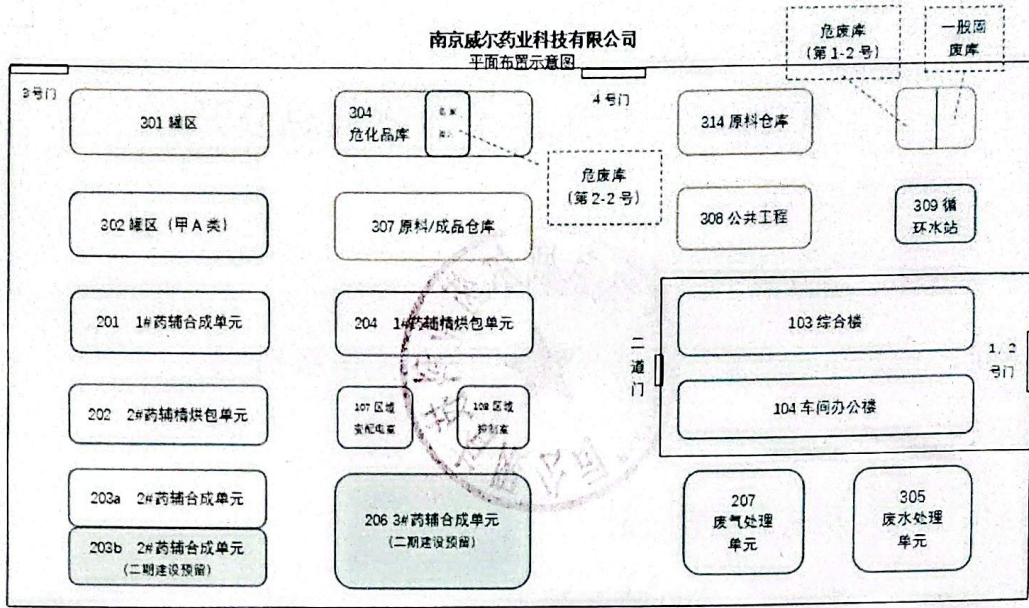 南京威尔药业科技有限公司
平面布置示意图
危废库
(第1-2号)
一般固
废库
3号门
4号门
301 罐区
304
危化品库
314 原料仓库
危废库
(第2-2号)
302 罐区（甲A类）
307 原料/成品仓库
308 公共工程
309 循
环水站
201 1#药辅合成单元
204 1#药辅精烘包单元
103 综合楼
二
道
门
1/2
号门
202 2#药辅精烘包单元
107 区域
变配电室
108 区域
控制室
104 车间办公楼
203a 2#药辅合成单元
203b 2#药辅合成单元
(二期建设预留)
206 3#药辅合成单元
(二期建设预留)
207
废气处理
单元
305
废水处理
单元